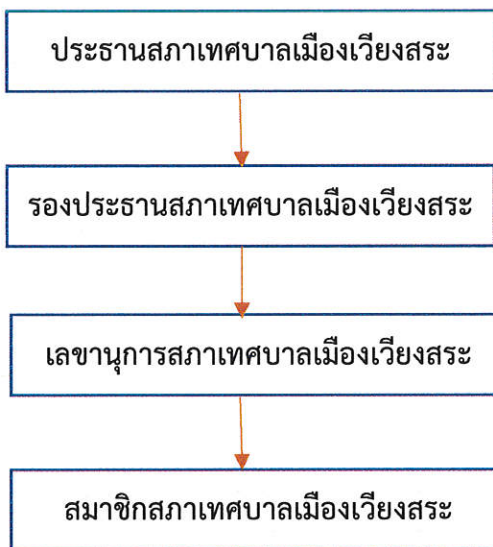 ประธานสภาเทศบาลเมืองเวียงสระ
รองประธานสภาเทศบาลเมืองเวียงสระ
เลขานุการสภาเทศบาลเมืองเวียงสระ
สมาชิกสภาเทศบาลเมืองเวียงสระ